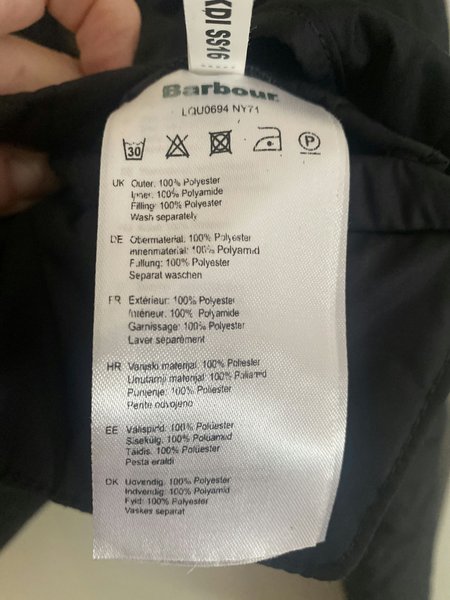 KDI SS16
Barbour
LQU0694 NY71
30
P
UK Outer: 100% Polyester
Inner: 100% Polyamide
Filling: 100% Polyester
Wash separately
DE Obermaterial: 100% Polyester
Innenmaterial: 100% Polyamid
Füllung: 100% Polyester
Separat waschen
FR Extérieur: 100% Polyester
Intérieur: 100% Polyamide
Garnissage: 100% Polyester
Laver separément
HR Vanjski materijal: 100% Poliester
Unutarnji materijal: 100% Poliamid
Punjenje: 100% Poliester
Perite odvojeno
EE Välispind: 100% Polüester
Sisekülg: 100% Polüamid
Täidis: 100% Polüester
Pesta eraldi
DK Udvendig: 100% Polyester
Indvendig: 100% Polyamid
Fyld: 100% Polyester
Vaskes separat